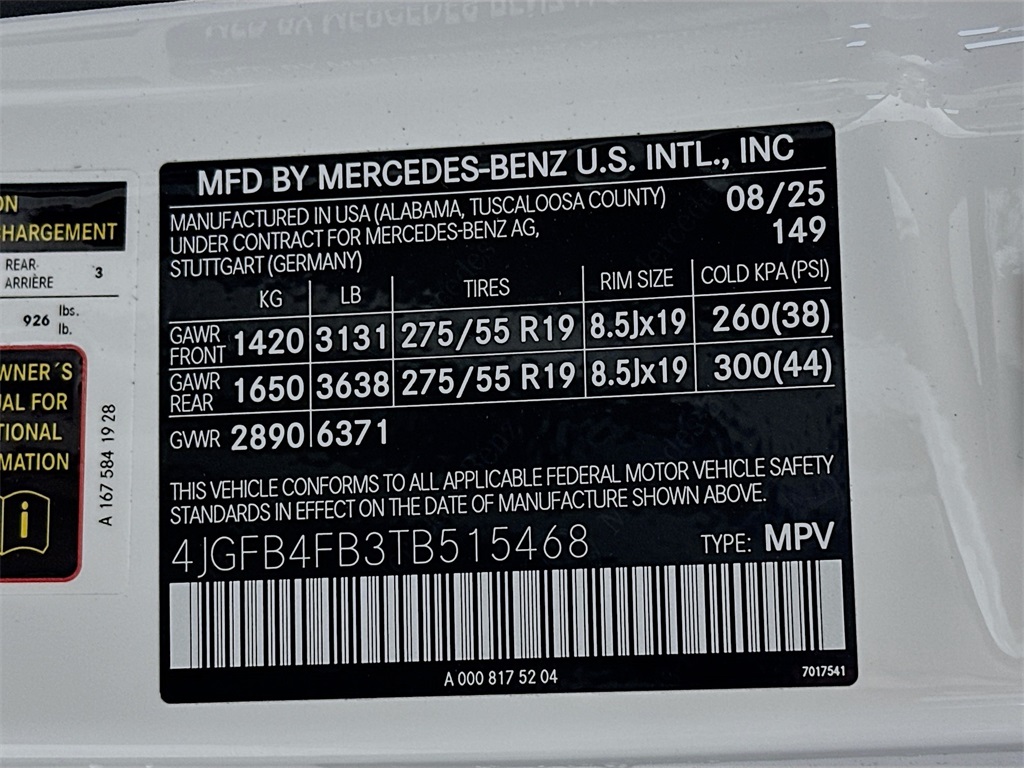 MFD BY MERCEDES-BENZ U.S. INTL., INC
MANUFACTURED IN USA (ALABAMA, TUSCALOOSA COUNTY)
UNDER CONTRACT FOR MERCEDES-BENZ AG,
STUTTGART (GERMANY)
08/25
149
KG LB TIRES RIM SIZE COLD KPA (PSI)
GAWR FRONT 1420 3131 275/55 R19 8.5Jx19 260(38)
GAWR REAR 1650 3638 275/55 R19 8.5Jx19 300(44)
GVWR 2890 6371
THIS VEHICLE CONFORMS TO ALL APPLICABLE FEDERAL MOTOR VEHICLE SAFETY
STANDARDS IN EFFECT ON THE DATE OF MANUFACTURE SHOWN ABOVE.
4JGFB4FB3TB515468 TYPE: MPV
A 000 817 52 04
7017541
ON
CHARGEMENT
REAR
ARRIÈRE
3
926 lbs.
lb.
WNER´S
UAL FOR
TIONAL
MATION
i
A 167 584 19 28